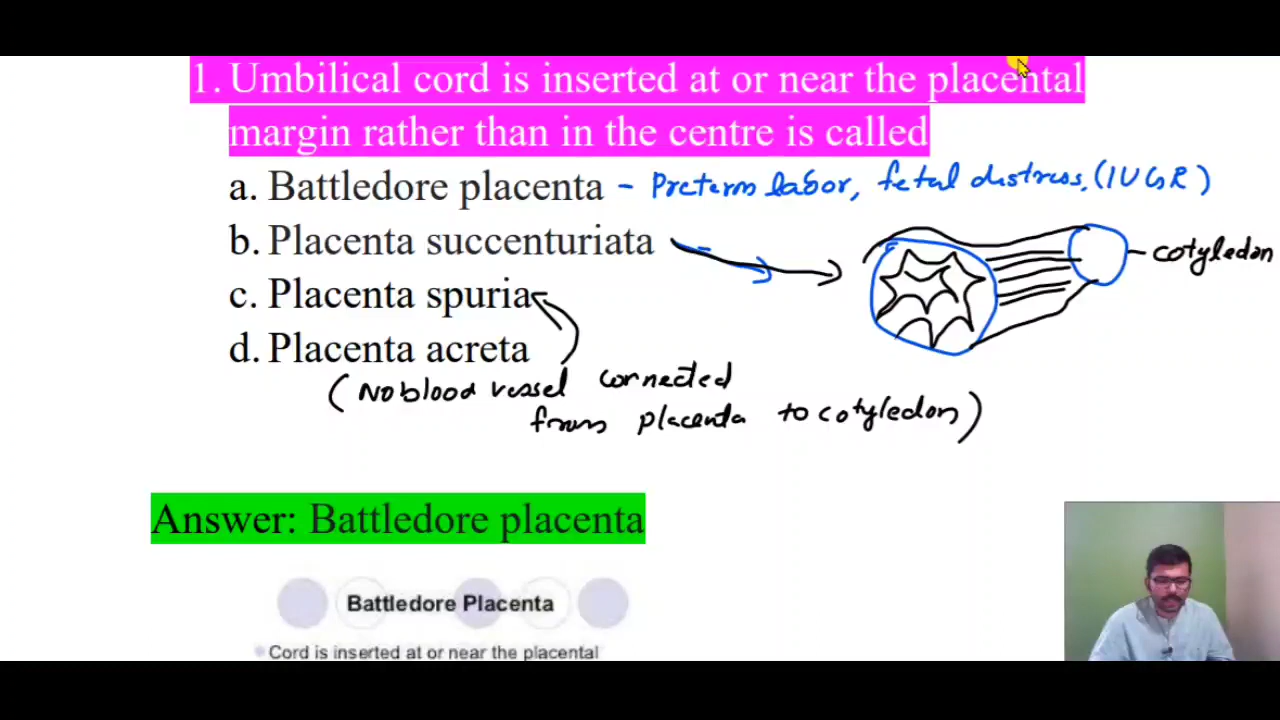 1. Umbilical cord is inserted at or near the placental
margin rather than in the centre is called
a. Battledore placenta - Preterm labor, fetal distress, (IUGR)
b. Placenta succenturiata
cotyledon
c. Placenta spuria
d. Placenta acreta
(No blood vessel connected
from placenta to cotyledon)
Answer: Battledore placenta
Battledore Placenta
Cord is inserted at or near the placental